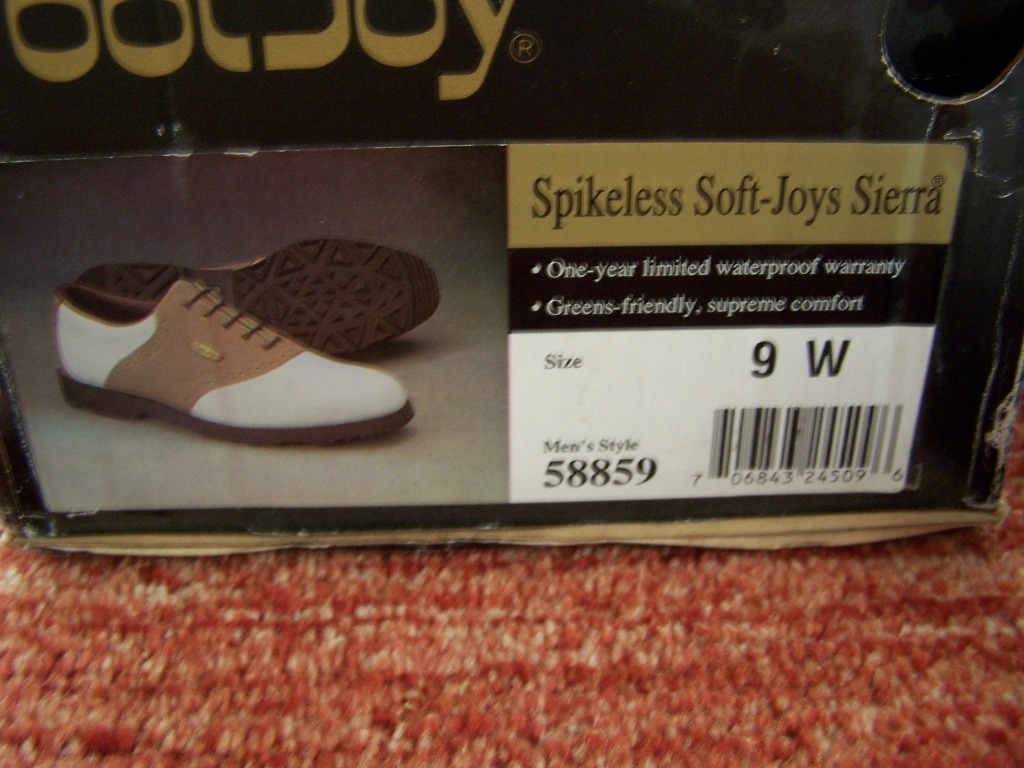 ootJoy®
Spikeless Soft-Joys Sierra®
• One-year limited waterproof warranty
• Greens-friendly, supreme comfort
Size 9 W
Men's Style
58859
7 06843 24509 6